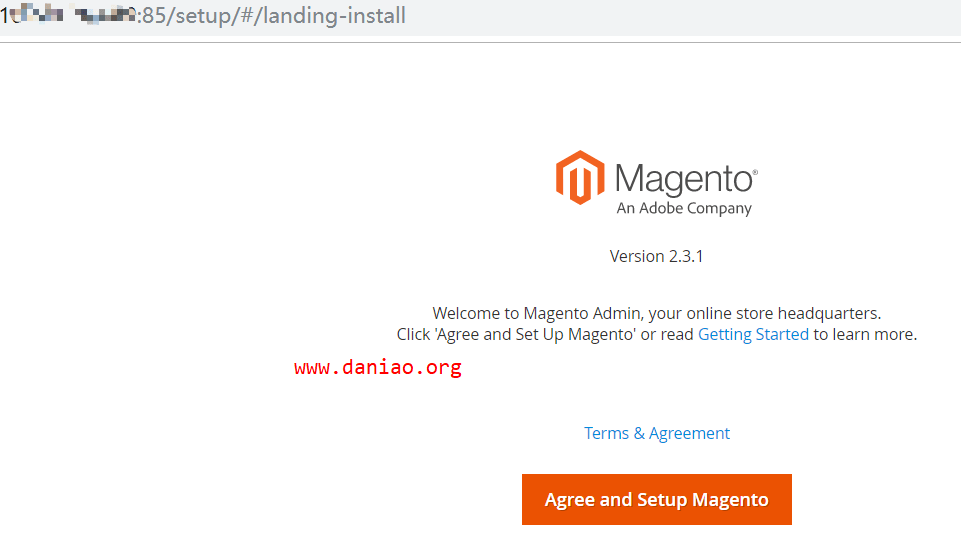 :85/setup/#/landing-install
Magento®
An Adobe Company
Version 2.3.1
Welcome to Magento Admin, your online store headquarters.
Click 'Agree and Set Up Magento' or read Getting Started to learn more.
www.daniao.org
Terms & Agreement
Agree and Setup Magento